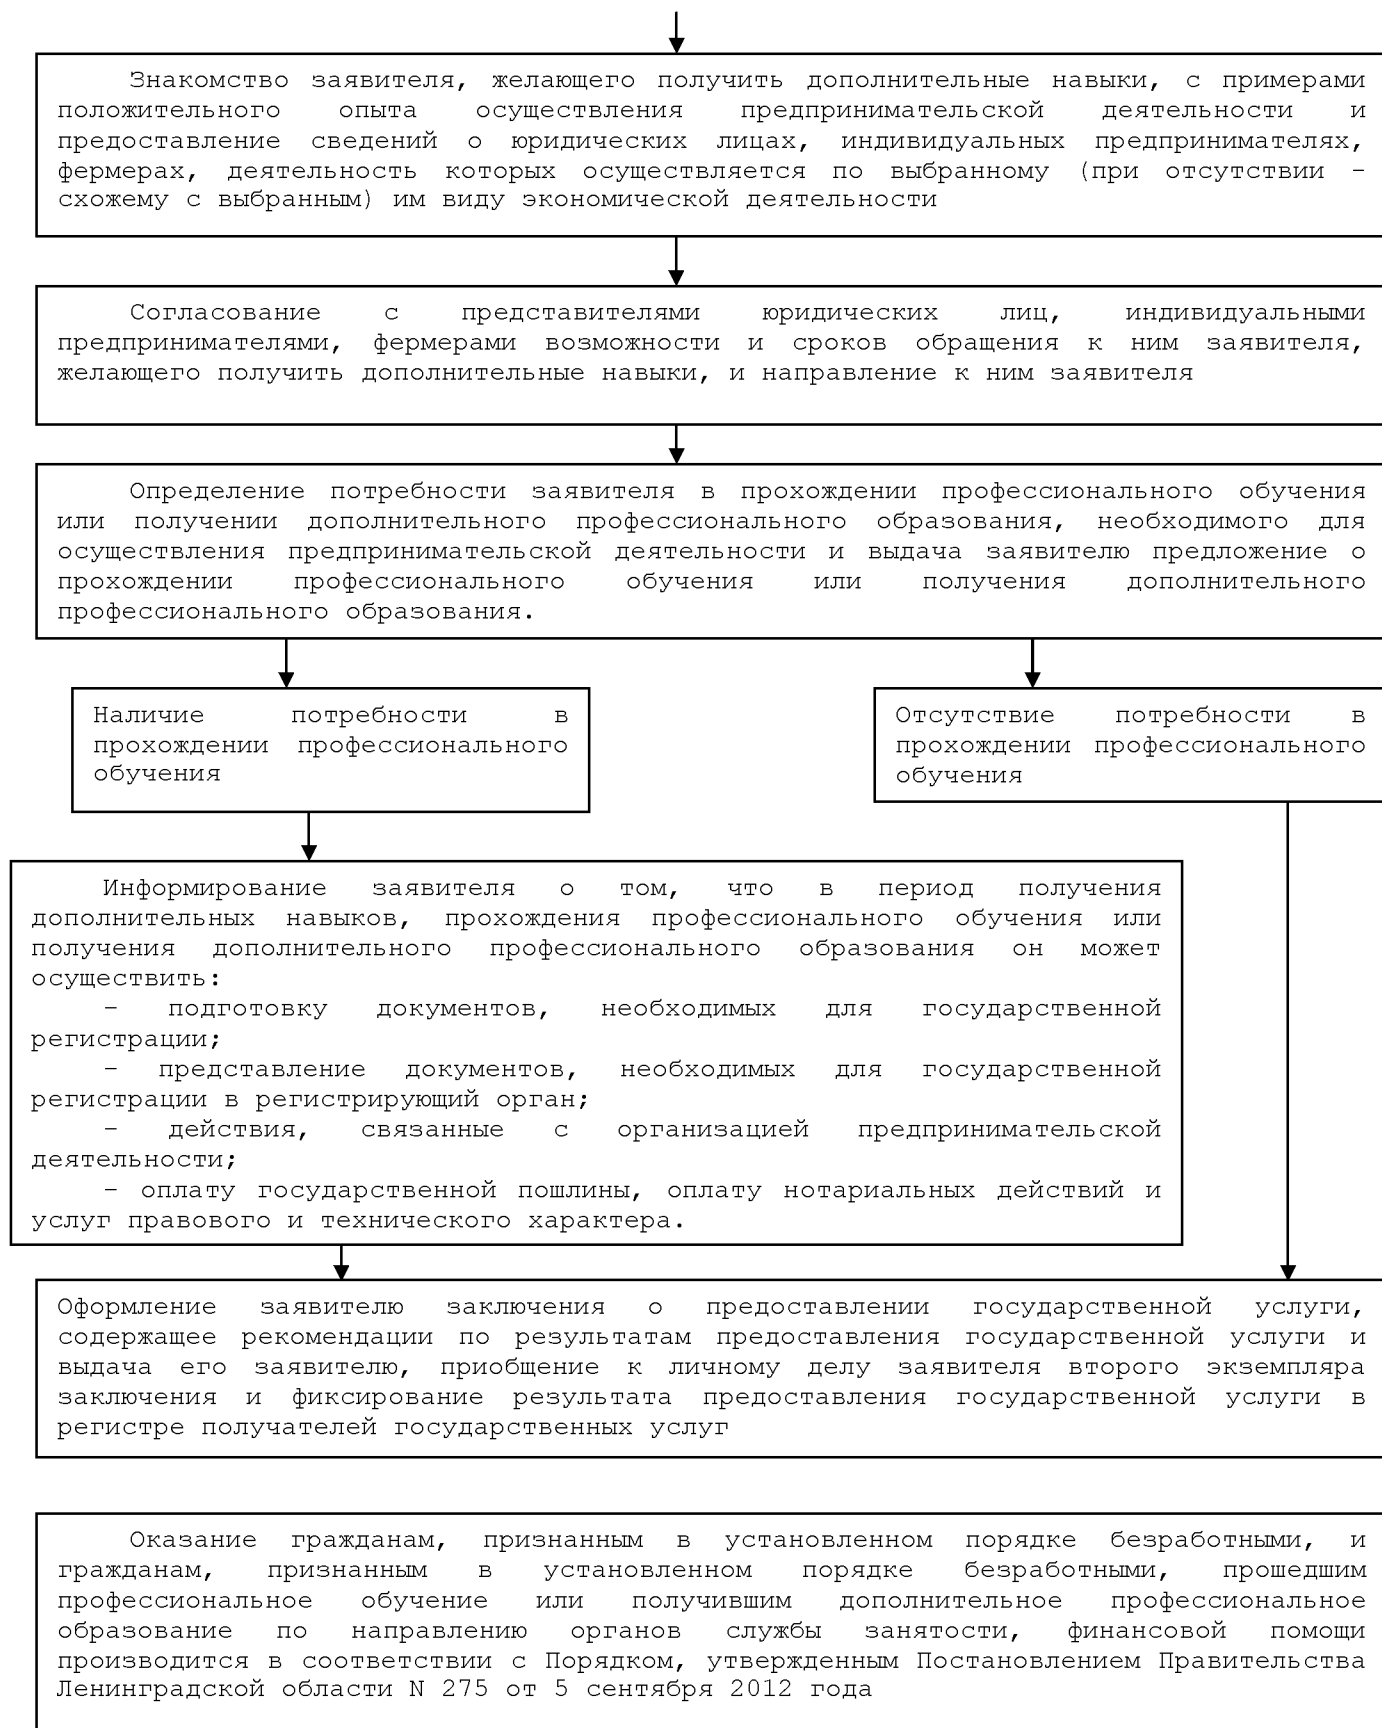 Знакомство заявителя, желающего получить дополнительные навыки, с примерами
положительного опыта осуществления предпринимательской деятельности и
предоставление сведений о юридических лицах, индивидуальных предпринимателях,
фермерах, деятельность которых осуществляется по выбранному (при отсутствии -
схожему с выбранным) им виду экономической деятельности
Согласование с представителями юридических лиц, индивидуальными
предпринимателями, фермерами возможности и сроков обращения к ним заявителя,
желающего получить дополнительные навыки, и направление к ним заявителя
Определение потребности заявителя в прохождении профессионального обучения
или получении дополнительного профессионального образования, необходимого для
осуществления предпринимательской деятельности и выдача заявителю предложение о
прохождении профессионального обучения или получения дополнительного
профессионального образования.
Наличие потребности в
прохождении профессионального
обучения
Отсутствие потребности в
прохождении профессионального
обучения
Информирование заявителя о том, что в период получения
дополнительных навыков, прохождения профессионального обучения или
получения дополнительного профессионального образования он может
осуществить:
- подготовку документов, необходимых для государственной
регистрации;
- представление документов, необходимых для государственной
регистрации в регистрирующий орган;
- действия, связанные с организацией предпринимательской
деятельности;
- оплату государственной пошлины, оплату нотариальных действий и
услуг правового и технического характера.
Оформление заявителю заключения о предоставлении государственной услуги,
содержащее рекомендации по результатам предоставления государственной услуги и
выдача его заявителю, приобщение к личному делу заявителя второго экземпляра
заключения и фиксирование результата предоставления государственной услуги в
регистре получателей государственных услуг
Оказание гражданам, признанным в установленном порядке безработными, и
гражданам, признанным в установленном порядке безработными, прошедшим
профессиональное обучение или получившим дополнительное профессиональное
образование по направлению органов службы занятости, финансовой помощи
производится в соответствии с Порядком, утвержденным Постановлением Правительства
Ленинградской области N 275 от 5 сентября 2012 года